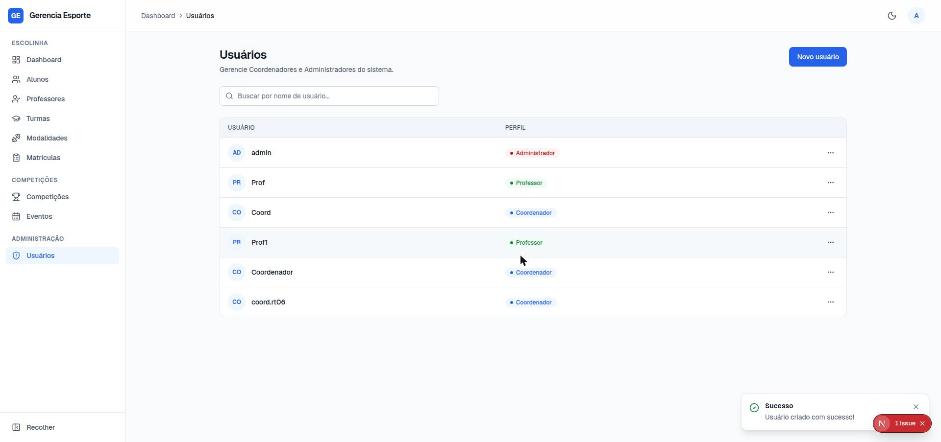 GE Gerencia Esporte
Dashboard > Usuários
A
ESCOLINHA
Dashboard
Alunos
Professores
Turmas
Modalidades
Matrículas
COMPETIÇÕES
Competições
Eventos
ADMINISTRAÇÃO
Usuários
Recolher
Usuários
Gerencie Coordenadores e Administradores do sistema.
Novo usuário
Buscar por nome de usuário...
USUÁRIO PERFIL
AD admin Administrador ...
PR Prof Professor ...
CO Coord Coordenador ...
PR Prof1 Professor ...
CO Coordenador Coordenador ...
CO coord.rt06 Coordenador ...
Sucesso
Usuário criado com sucesso!
N 1 Issue